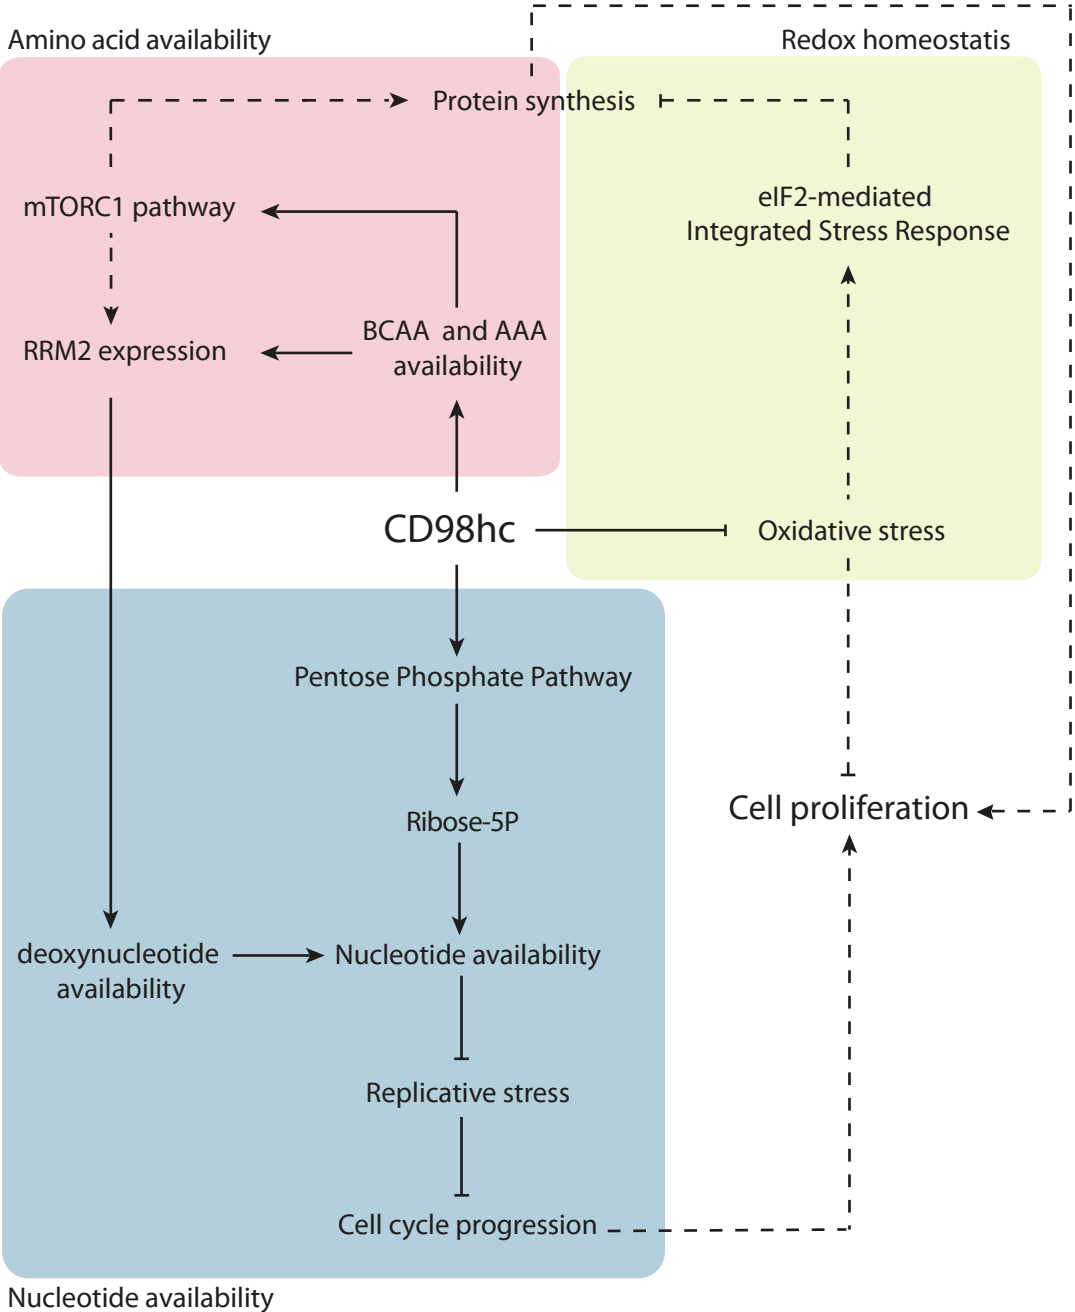 Amino acid availability
Redox homeostatis
Protein synthesis
mTORC1 pathway
eIF2-mediated
Integrated Stress Response
RRM2 expression
BCAA and AAA
availability
CD98hc
Oxidative stress
Pentose Phosphate Pathway
Ribose-5P
Cell proliferation
deoxynucleotide
availability
Nucleotide availability
Replicative stress
Cell cycle progression
Nucleotide availability